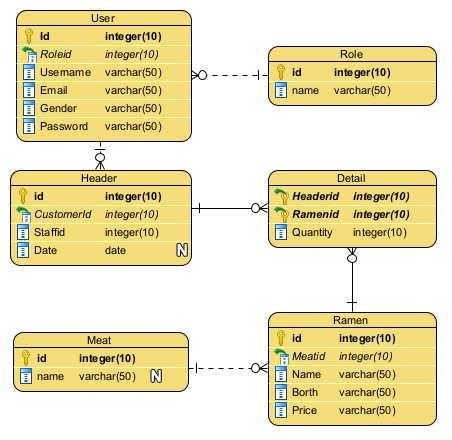 User
Id integer(10)
Roleid integer(10)
Username varchar(50)
Email varchar(50)
Gender varchar(50)
Password varchar(50)
Role
id integer(10)
name varchar(50)
Header
id integer(10)
CustomerId integer(10)
Staffid integer(10)
Date date N
Detail
Headerid integer(10)
Ramenid integer(10)
Quantity integer(10)
Meat
id integer(10)
name varchar(50) N
Ramen
id integer(10)
Meatid integer(10)
Name varchar(50)
Borth varchar(50)
Price varchar(50)